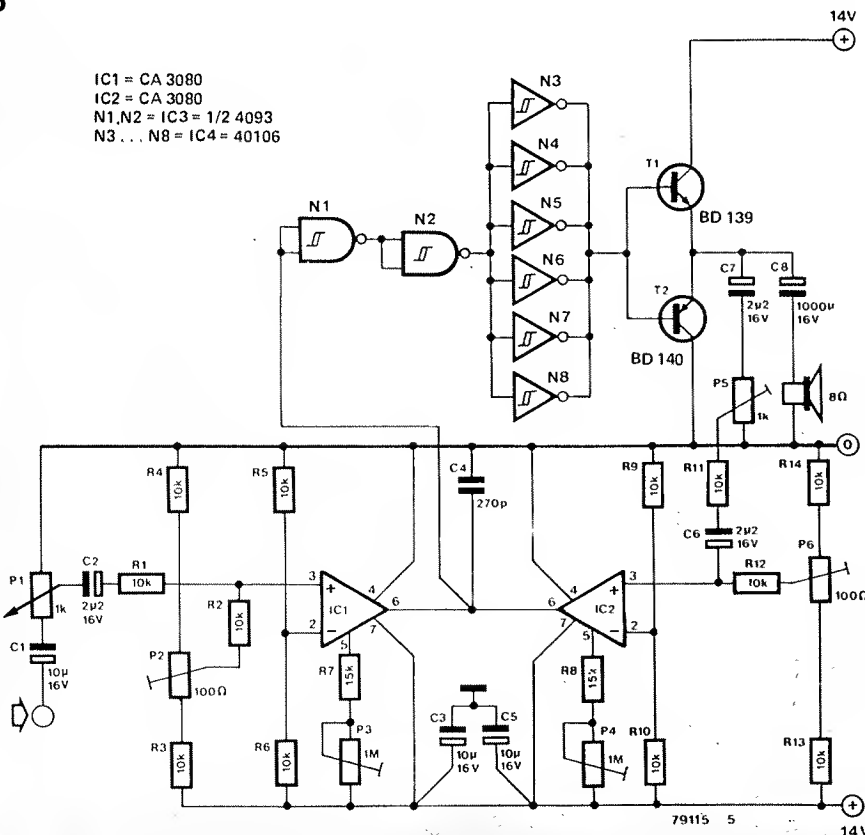 5
14V
+
IC1 = CA 3080
IC2 = CA 3080
N1,N2 = IC3 = 1/2 4093
N3 ... N8 = IC4 = 40106
N3
N4
N5
N6
N7
N8
N1
N2
T1
BD 139
T2
BD 140
C7
2µ2
16V
C8
1000µ
16V
P5
1k
8Ω
0
R4
10k
R5
10k
C4
270p
R9
10k
R11
10k
R14
10k
P1
1k
C2
2µ2
16V
R1
10k
R2
10k
C1
10µ
16V
P2
100Ω
R3
10k
R6
10k
3
+
IC1
2
−
4
6
7
5
R7
15k
P3
1M
C3
10µ
16V
C5
10µ
16V
6
4
7
IC2
+
3
−
2
5
R8
15k
P4
1M
R10
10k
C6
2µ2
16V
R12
10k
P6
100Ω
R13
10k
79115 5
+
14V